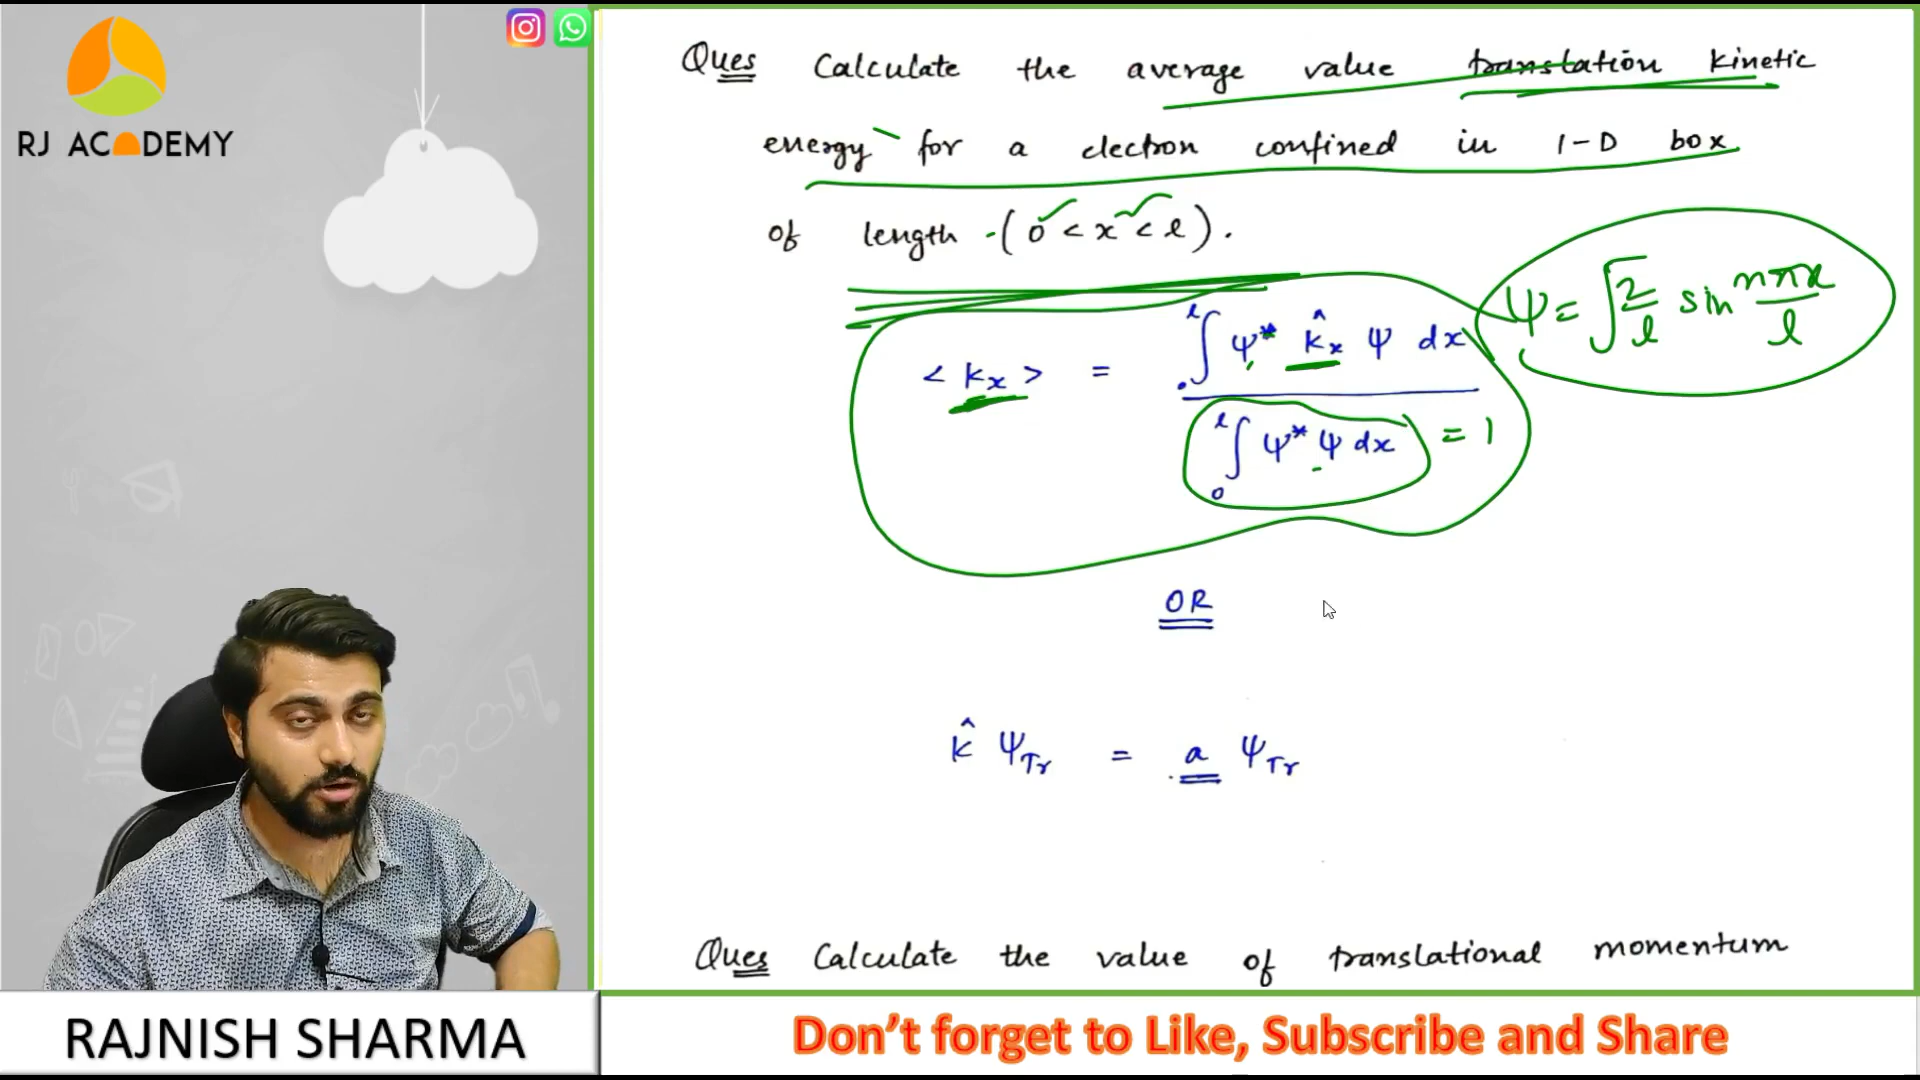 RJ ACADEMY
Ques Calculate the average value translation kinetic
energy for a electron confined in 1-D box
of length -(0 < x < l).
ψ = √2/l sin nπx/l
< kx > = ∫₀ˡ ψ* k̂x ψ dx / ∫₀ˡ ψ* ψ dx = 1
OR
k̂ ψTr = a ψTr
Ques Calculate the value of translational momentum
RAJNISH SHARMA
Don't forget to Like, Subscribe and Share